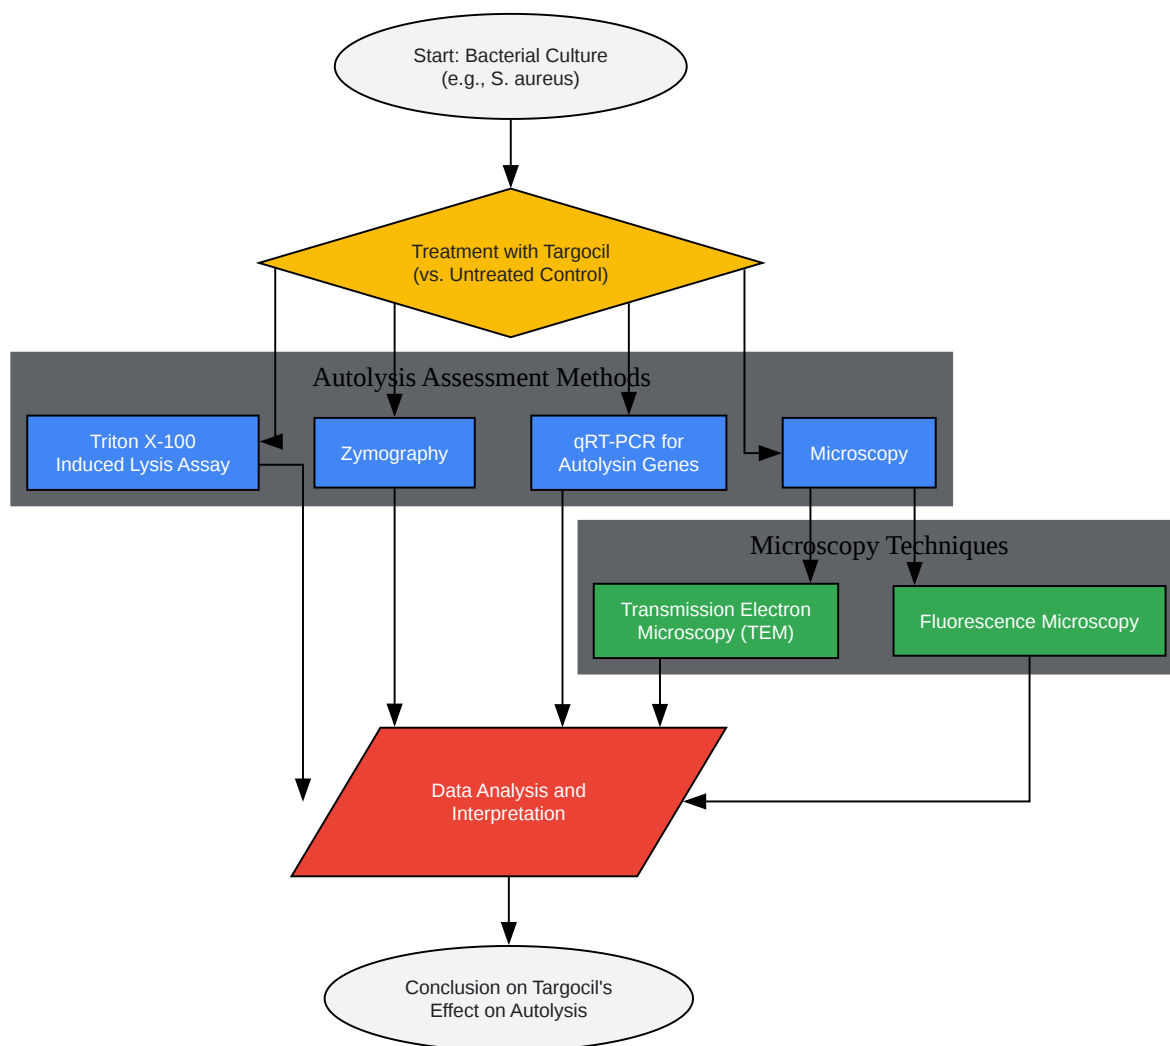 Start: Bacterial Culture
(e.g., S. aureus)
Treatment with Targocil
(vs. Untreated Control)
Autolysis Assessment Methods
Triton X-100
Induced Lysis Assay
Zymography
qRT-PCR for
Autolysin Genes
Microscopy
Microscopy Techniques
Transmission Electron
Microscopy (TEM)
Fluorescence Microscopy
Data Analysis and
Interpretation
Conclusion on Targocil's
Effect on Autolysis